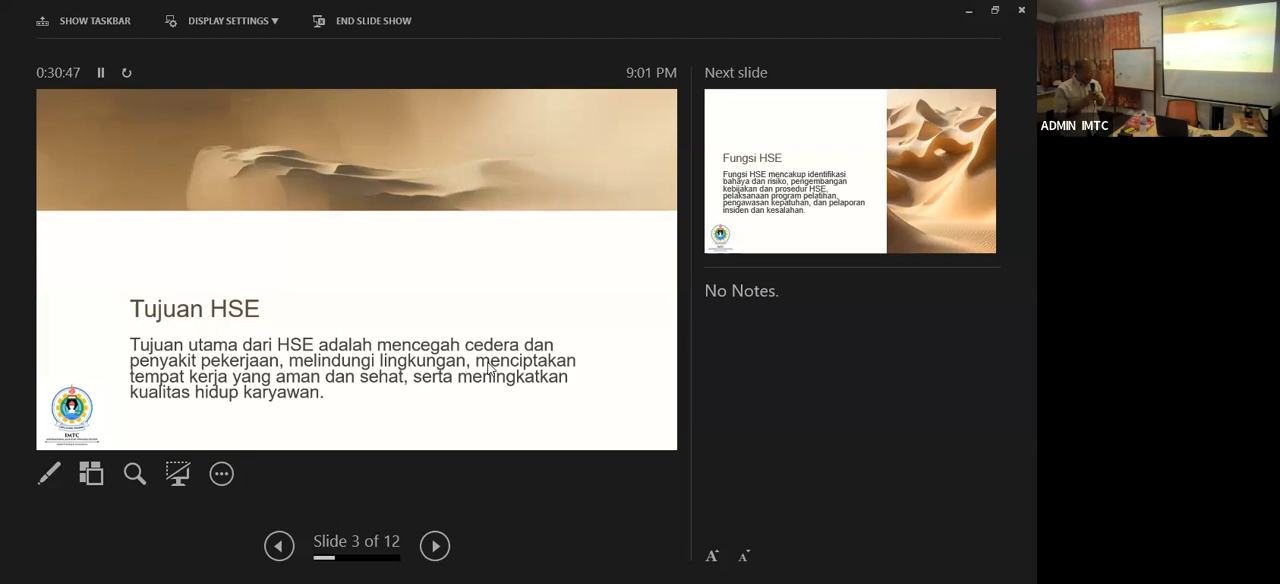 SHOW TASKBAR
DISPLAY SETTINGS ▼
END SLIDE SHOW
0:30:47
9:01 PM
Next slide
Tujuan HSE
Tujuan utama dari HSE adalah mencegah cedera dan
penyakit pekerjaan, melindungi lingkungan, menciptakan
tempat kerja yang aman dan sehat, serta meningkatkan
kualitas hidup karyawan.
IMTC
Fungsi HSE
Fungsi HSE mencakup identifikasi
bahaya dan risiko, pengembangan
kebijakan dan prosedur HSE,
pelaksanaan program pelatihan,
pengawasan kepatuhan, dan pelaporan
insiden dan kesalahan.
No Notes.
Slide 3 of 12
ADMIN IMTC